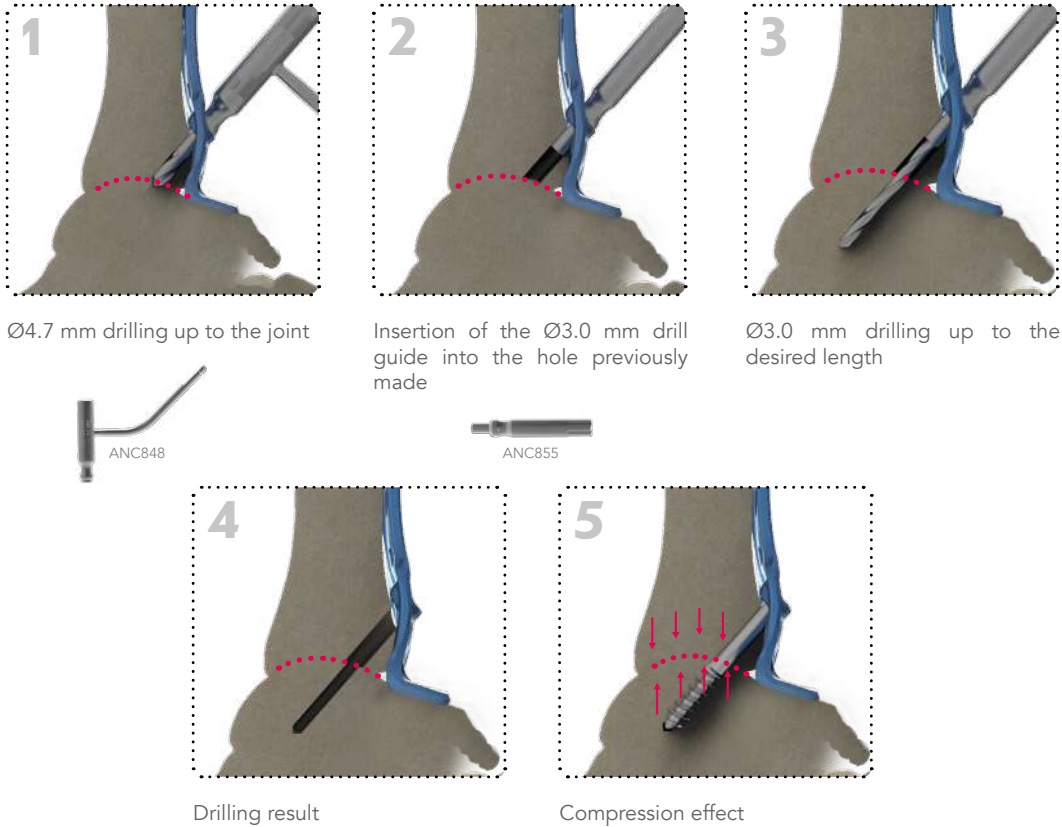 1
2
3
Ø4.7 mm drilling up to the joint
Insertion of the Ø3.0 mm drill
guide into the hole previously
made
Ø3.0 mm drilling up to the
desired length
ANC848
ANC855
4
5
Drilling result
Compression effect